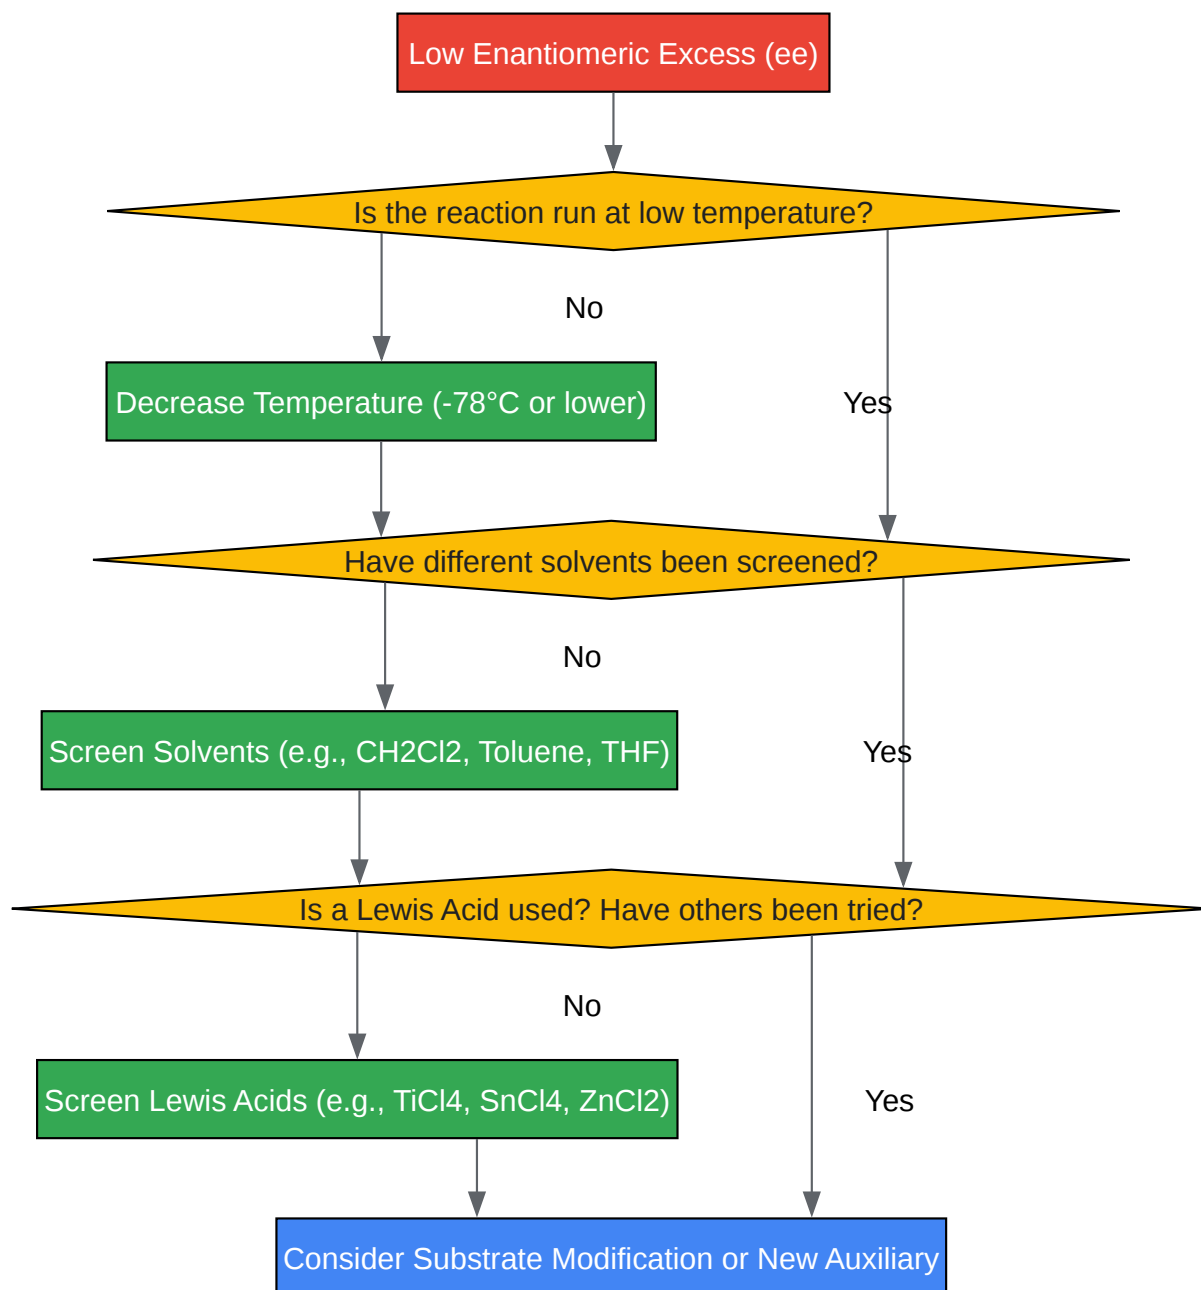 Low Enantiomeric Excess (ee)
Is the reaction run at low temperature?
No
Decrease Temperature (-78°C or lower)
Yes
Have different solvents been screened?
No
Screen Solvents (e.g., CH2Cl2, Toluene, THF)
Yes
Is a Lewis Acid used? Have others been tried?
No
Screen Lewis Acids (e.g., TiCl4, SnCl4, ZnCl2)
Yes
Consider Substrate Modification or New Auxiliary